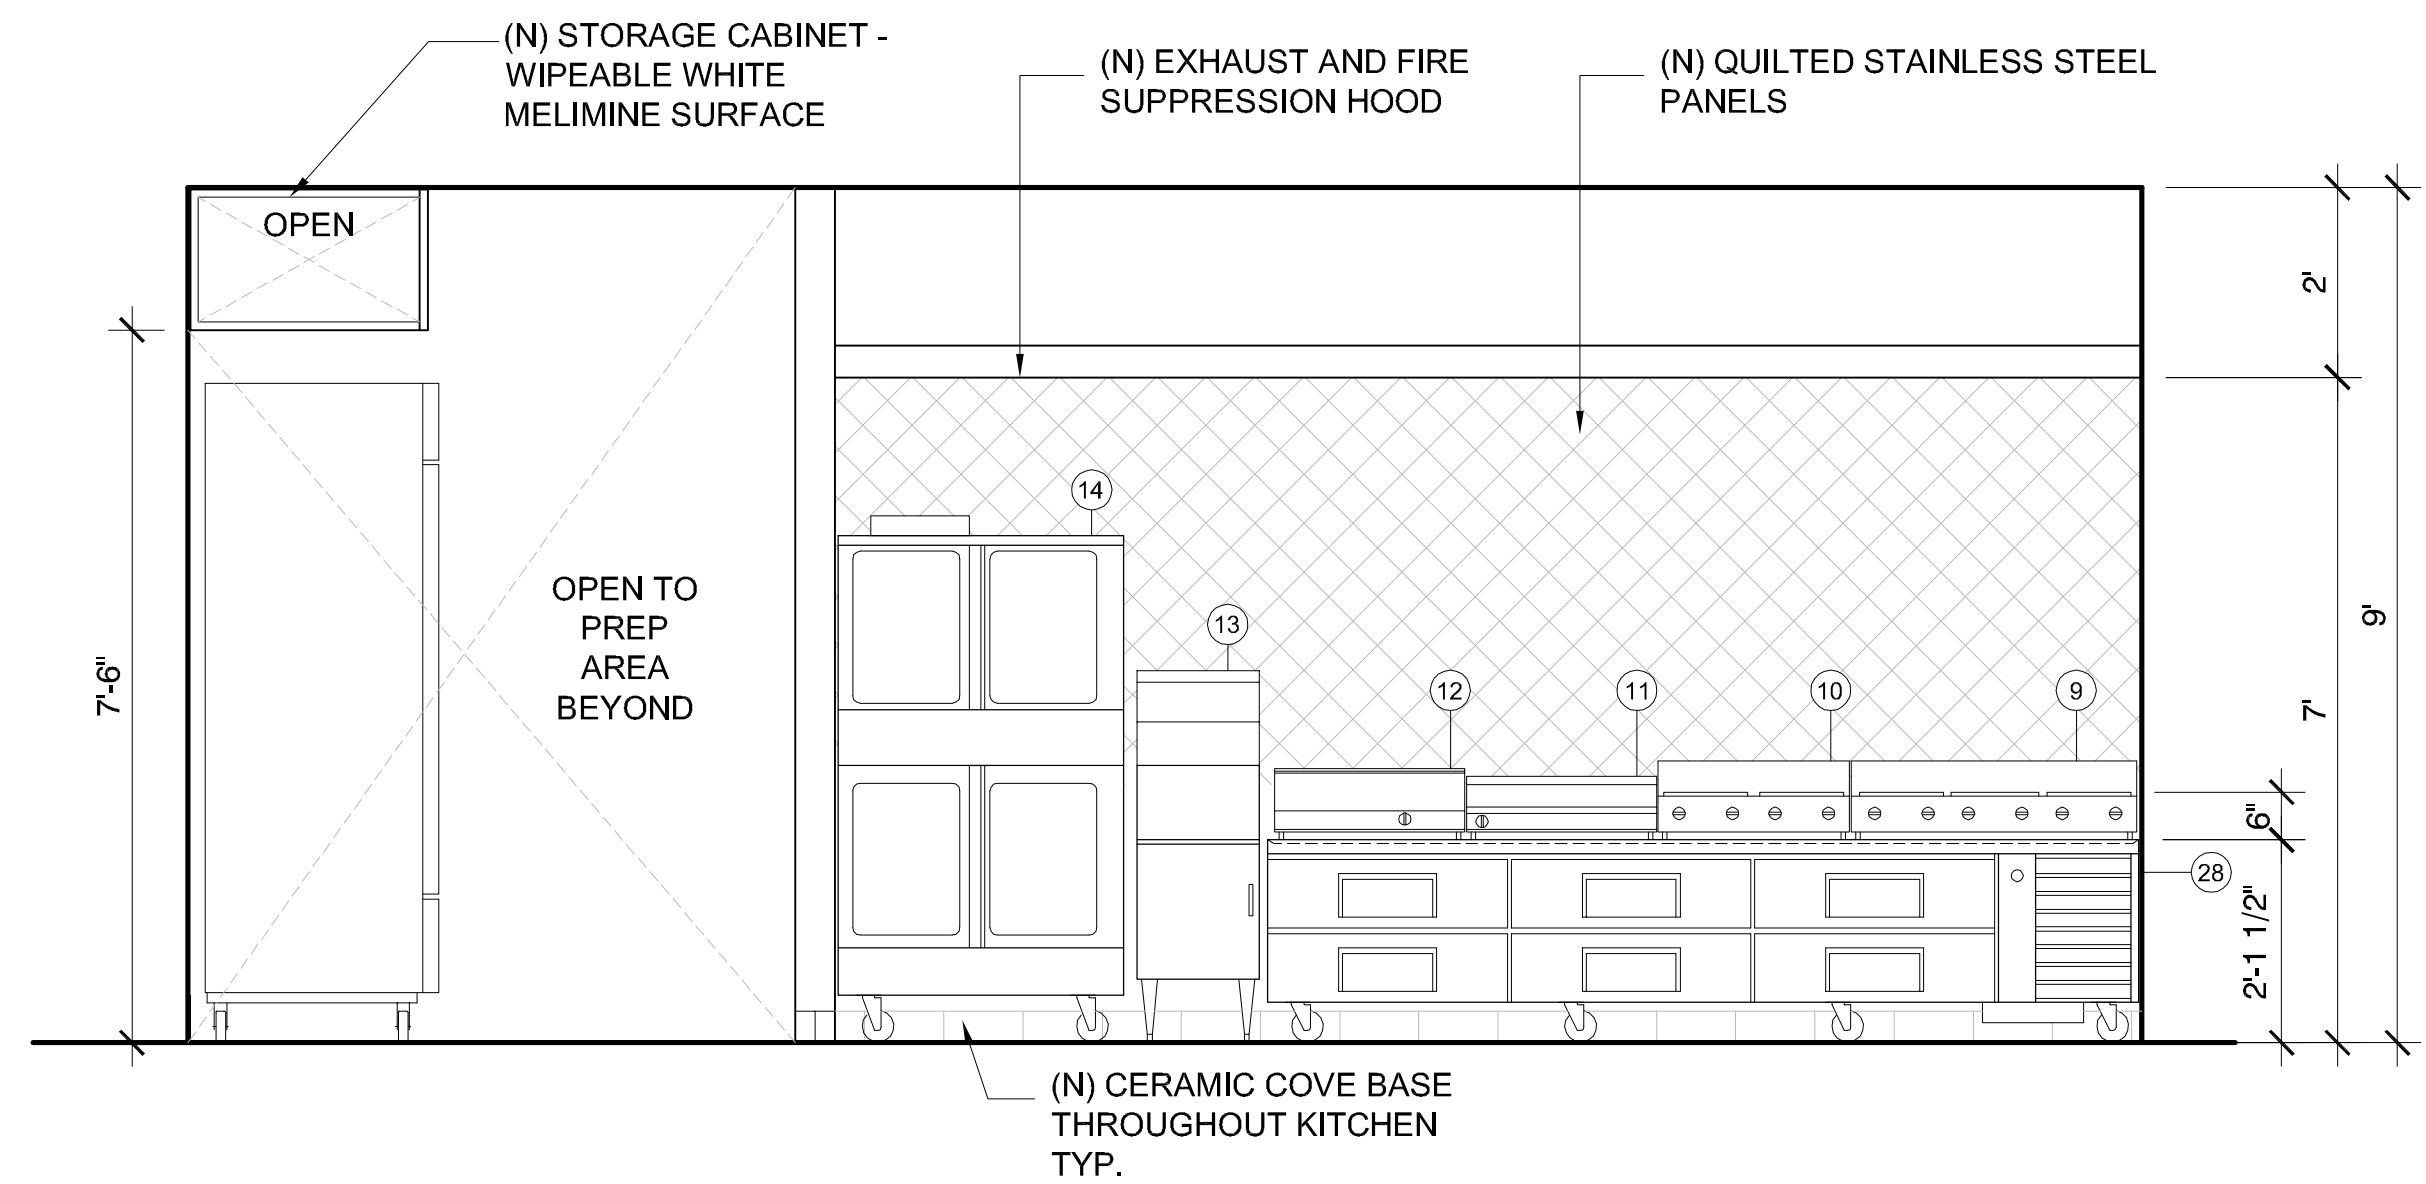 (N) STORAGE CABINET -
WIPEABLE WHITE
MELIMINE SURFACE
(N) EXHAUST AND FIRE
SUPPRESSION HOOD
(N) QUILTED STAINLESS STEEL
PANELS
OPEN
2'
14
OPEN TO
PREP
AREA
BEYOND
13
9'
7'-6"
12
11
10
9
7'
6"
28
2'-1 1/2"
(N) CERAMIC COVE BASE
THROUGHOUT KITCHEN
TYP.